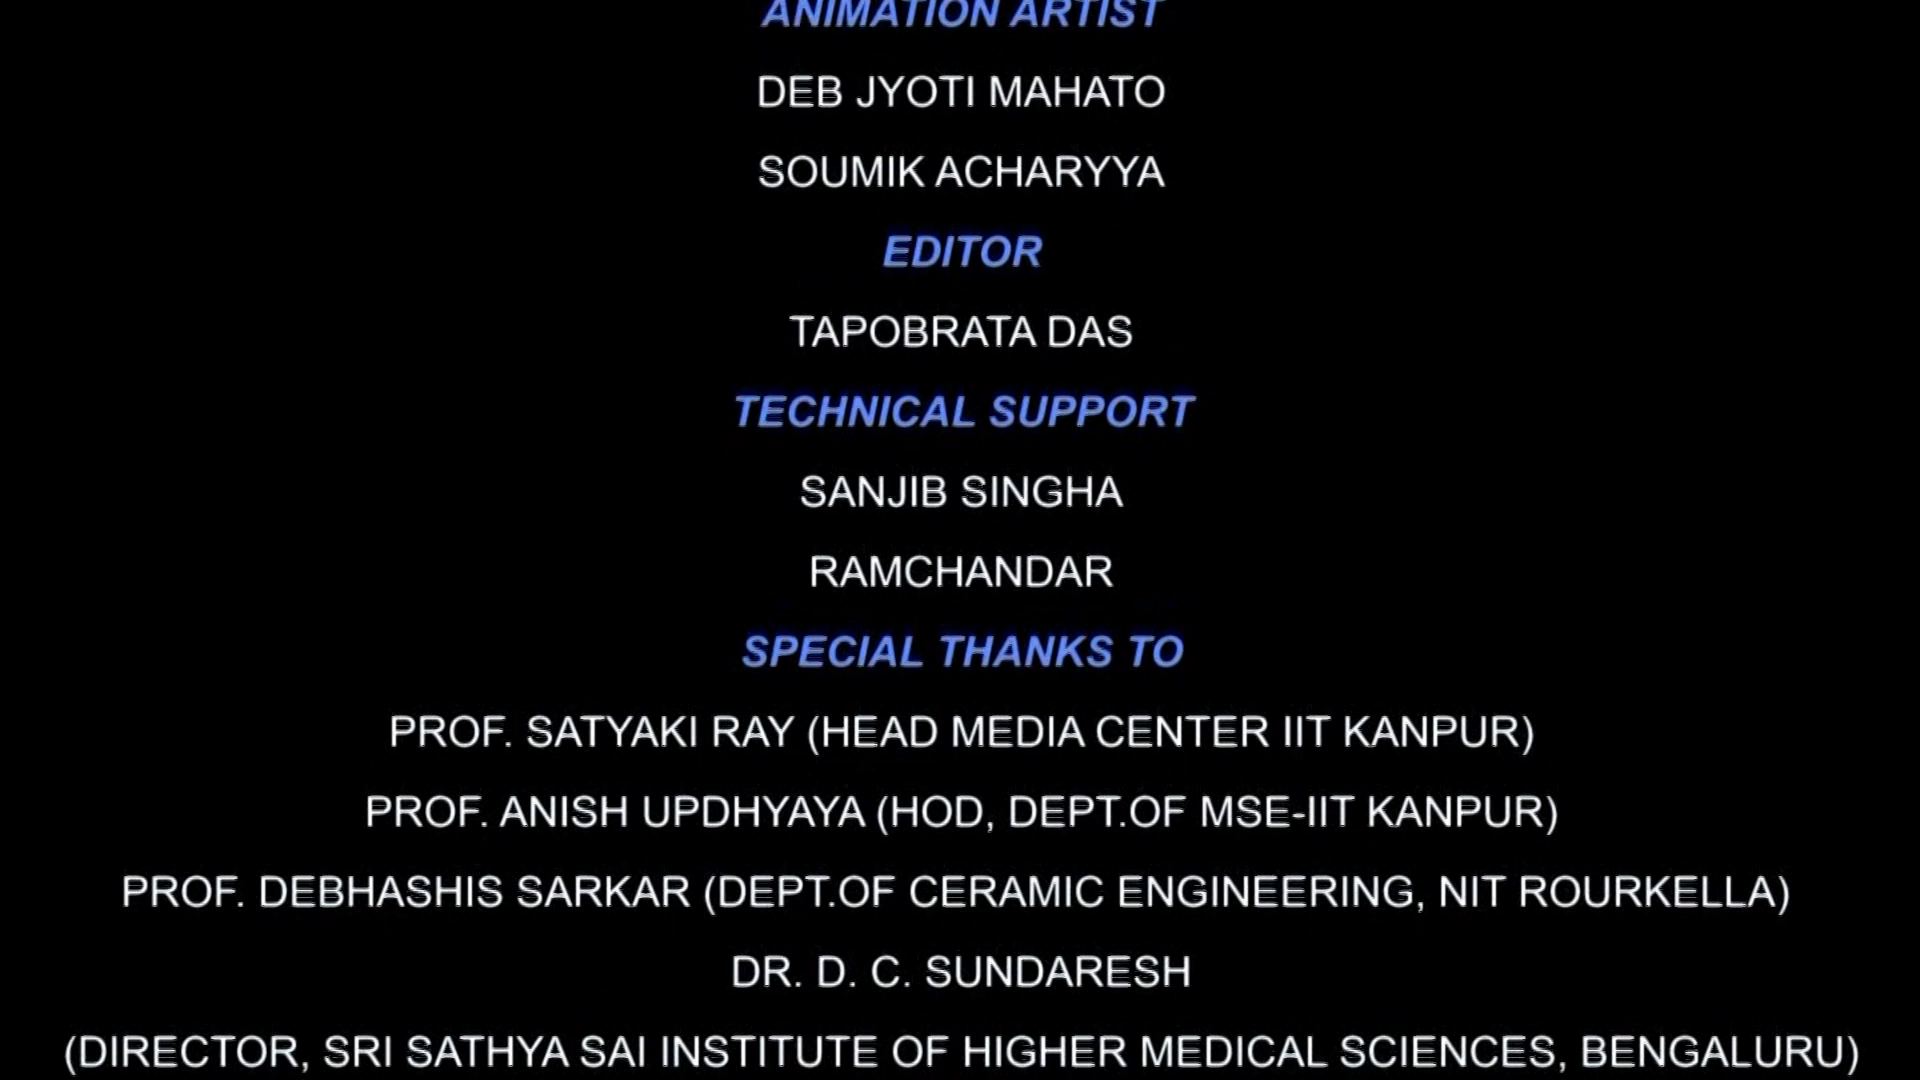 ANIMATION ARTIST
DEB JYOTI MAHATO
SOUMIK ACHARYYA
EDITOR
TAPOBRATA DAS
TECHNICAL SUPPORT
SANJIB SINGHA
RAMCHANDAR
SPECIAL THANKS TO
PROF. SATYAKI RAY (HEAD MEDIA CENTER IIT KANPUR)
PROF. ANISH UPDHYAYA (HOD, DEPT.OF MSE-IIT KANPUR)
PROF. DEBHASHIS SARKAR (DEPT.OF CERAMIC ENGINEERING, NIT ROURKELLA)
DR. D. C. SUNDARESH
(DIRECTOR, SRI SATHYA SAI INSTITUTE OF HIGHER MEDICAL SCIENCES, BENGALURU)